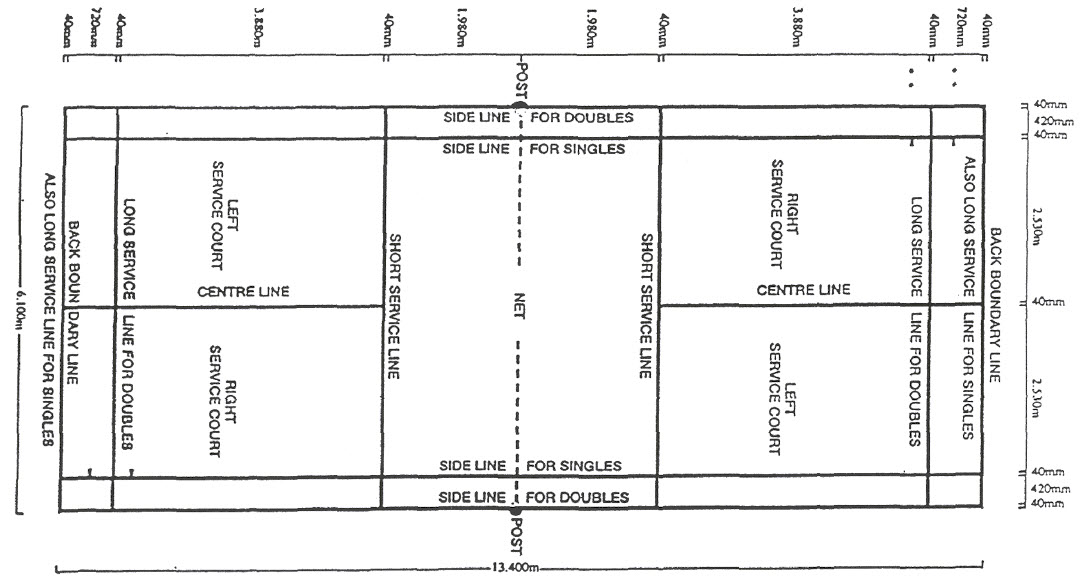 40mm
720mm
40mm
3.880m
40mm
1.980m
1.980m
40mm
3.880m
40mm
720mm
40mm
POST
40mm
420mm
40mm
2.530m
40mm
2.530m
40mm
420mm
40mm
SIDE LINE FOR DOUBLES
SIDE LINE FOR SINGLES
ALSO LONG SERVICE LINE FOR SINGLES
BACK BOUNDARY LINE
LONG SERVICE LINE FOR DOUBLES
LEFT
SERVICE COURT
CENTRE LINE
RIGHT
SERVICE COURT
SHORT SERVICE LINE
NET
SHORT SERVICE LINE
RIGHT
SERVICE COURT
CENTRE LINE
LEFT
SERVICE COURT
LONG SERVICE LINE FOR DOUBLES
ALSO LONG SERVICE LINE FOR SINGLES
BACK BOUNDARY LINE
6.100m
SIDE LINE FOR SINGLES
SIDE LINE FOR DOUBLES
POST
13.400m